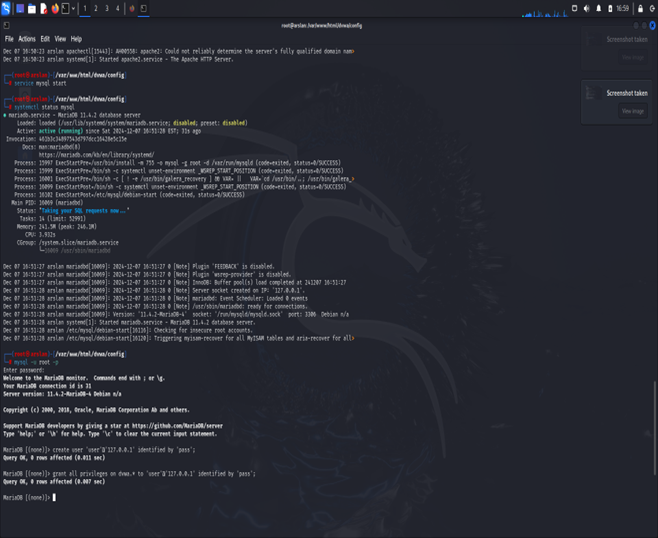 1 2 3 4
16:59
root@arslan: /var/www/html/dvwa/config
File Actions Edit View Help
Screenshot taken
View image
Screenshot taken
View image
Dec 07 16:50:23 arslan apachectl[15443]: AH00558: apache2: Could not reliably determine the server's fully qualified domain nam>
Dec 07 16:50:23 arslan systemd[1]: Started apache2.service - The Apache HTTP Server.
(root@arslan)-[/var/www/html/dvwa/config]
# service mysql start
(root@arslan)-[/var/www/html/dvwa/config]
# systemctl status mysql
● mariadb.service - MariaDB 11.4.2 database server
Loaded: loaded (/usr/lib/systemd/system/mariadb.service; disabled; preset: disabled)
Active: active (running) since Sat 2024-12-07 16:51:28 EST; 31s ago
Invocation:
Docs: man:mariadbd(8)
https://mariadb.com/kb/en/library/systemd/
Process: 15997 ExecStartPre=/usr/bin/install -m 755 -o mysql -g root -d /var/run/mysqld (code=exited, status=0/SUCCESS)
Process: 15999 ExecStartPre=/bin/sh -c systemctl unset-environment _WSREP_START_POSITION (code=exited, status=0/SUCCESS)
Process: 16001 ExecStartPre=/bin/sh -c [ ! -e /usr/bin/galera_recovery ] && VAR= || VAR=`cd /usr/bin/..; /usr/bin/galera_>
Process: 16099 ExecStartPost=/bin/sh -c systemctl unset-environment _WSREP_START_POSITION (code=exited, status=0/SUCCESS)
Process: 16102 ExecStartPost=/etc/mysql/debian-start (code=exited, status=0/SUCCESS)
Main PID: 16069 (mariadbd)
Status: "Taking your SQL requests now..."
Tasks: 14 (limit: 52991)
Memory: 241.5M (peak: 246.1M)
CPU: 3.932s
CGroup: /system.slice/mariadb.service
└─16069 /usr/sbin/mariadbd
Dec 07 16:51:27 arslan mariadbd[16069]: 2024-12-07 16:51:27 0 [Note] Plugin 'FEEDBACK' is disabled.
Dec 07 16:51:27 arslan mariadbd[16069]: 2024-12-07 16:51:27 0 [Note] Plugin 'wsrep-provider' is disabled.
Dec 07 16:51:27 arslan mariadbd[16069]: 2024-12-07 16:51:27 0 [Note] InnoDB: Buffer pool(s) load completed at 241207 16:51:27
Dec 07 16:51:28 arslan mariadbd[16069]: 2024-12-07 16:51:28 0 [Note] Server socket created on IP: '127.0.0.1'.
Dec 07 16:51:28 arslan mariadbd[16069]: 2024-12-07 16:51:28 0 [Note] mariadbd: Event Scheduler: Loaded 0 events
Dec 07 16:51:28 arslan mariadbd[16069]: 2024-12-07 16:51:28 0 [Note] /usr/sbin/mariadbd: ready for connections.
Dec 07 16:51:28 arslan mariadbd[16069]: Version: '11.4.2-MariaDB-4' socket: '/run/mysqld/mysqld.sock' port: 3306 Debian n/a
Dec 07 16:51:28 arslan systemd[1]: Started mariadb.service - MariaDB 11.4.2 database server.
Dec 07 16:51:28 arslan /etc/mysql/debian-start[16116]: Checking for insecure root accounts.
Dec 07 16:51:28 arslan /etc/mysql/debian-start[16120]: Triggering myisam-recover for all MyISAM tables and aria-recover for all>
(root@arslan)-[/var/www/html/dvwa/config]
# mysql -u root -p
Enter password:
Welcome to the MariaDB monitor. Commands end with ; or \g.
Your MariaDB connection id is 31
Server version: 11.4.2-MariaDB-4 Debian n/a
Copyright (c) 2000, 2018, Oracle, MariaDB Corporation Ab and others.
Support MariaDB developers by giving a star at https://github.com/MariaDB/server
Type 'help;' or '\h' for help. Type '\c' to clear the current input statement.
MariaDB [(none)]> create user 'user'@'127.0.0.1' identified by 'pass';
Query OK, 0 rows affected (0.011 sec)
MariaDB [(none)]> grant all privileges on dvwa.* to 'user'@'127.0.0.1' identified by 'pass';
Query OK, 0 rows affected (0.007 sec)
MariaDB [(none)]>